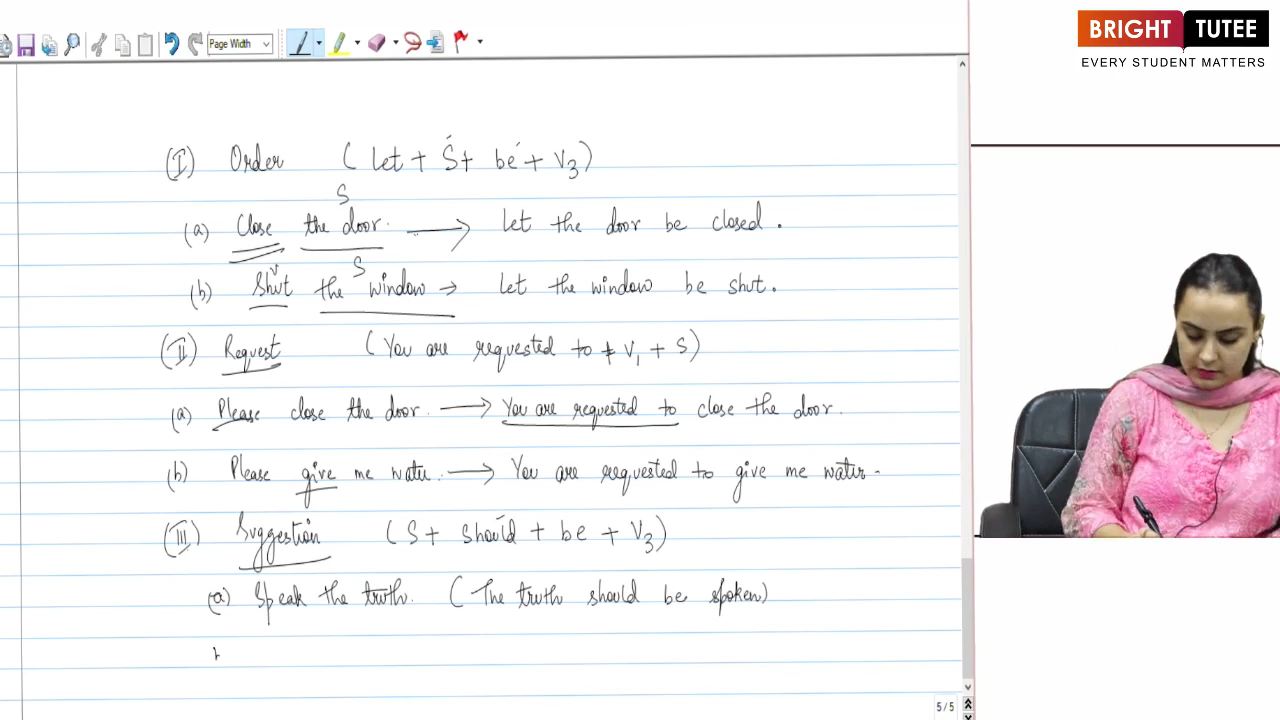 BRIGHT TUTEE
EVERY STUDENT MATTERS
Page Width
(I) Order ( Let + S + be + V3)
S
(a) Close the door. → Let the door be closed.
V S
(b) Shut the window → Let the window be shut.
(II) Request (You are requested to + V1 + S)
(a) Please close the door. → You are requested to close the door.
(b) Please give me water. → You are requested to give me water.
(III) Suggestion (S + should + be + V3)
(a) Speak the truth. ( The truth should be spoken)
5/5